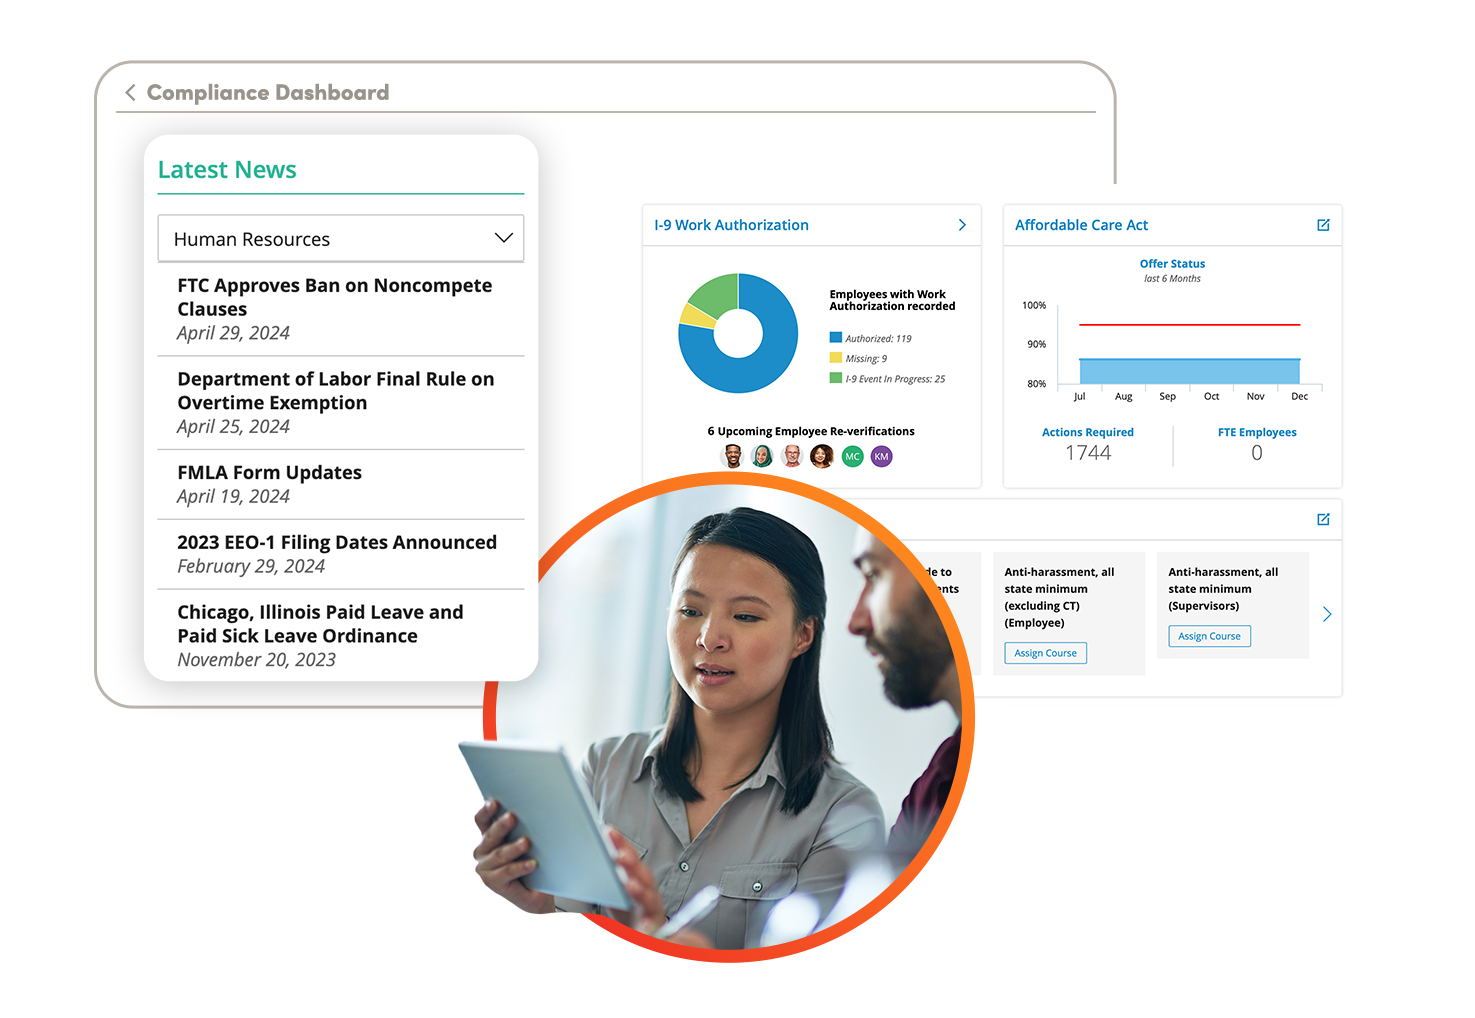 Compliance Dashboard
Latest News
Human Resources
FTC Approves Ban on Noncompete
Clauses
April 29, 2024
Department of Labor Final Rule on
Overtime Exemption
April 25, 2024
FMLA Form Updates
April 19, 2024
2023 EEO-1 Filing Dates Announced
February 29, 2024
Chicago, Illinois Paid Leave and
Paid Sick Leave Ordinance
November 20, 2023
I-9 Work Authorization
Employees with Work
Authorization recorded
Authorized: 119
Missing: 9
I-9 Event In Progress: 25
6 Upcoming Employee Re-verifications
MC
KM
Affordable Care Act
Offer Status
last 6 Months
100%
90%
80%
Jul Aug Sep Oct Nov Dec
Actions Required
1744
FTE Employees
0
to
Anti-harassment, all
state minimum
(excluding CT)
(Employee)
Assign Course
Anti-harassment, all
state minimum
(Supervisors)
Assign Course